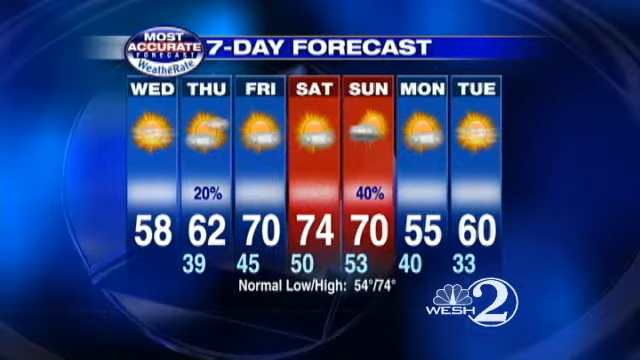 MOST
ACCURATE
FORECAST
WeatheRate
7-DAY FORECAST
WED THU FRI SAT SUN MON TUE
20% 40%
58 62 70 74 70 55 60
39 45 50 53 40 33
Normal Low/High: 54°/74°
WESH 2